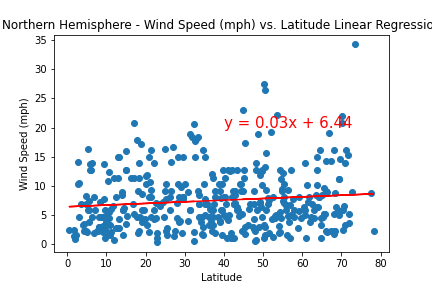 Northern Hemisphere - Wind Speed (mph) vs. Latitude Linear Regressio
35
30
25
20
15
10
5
0
Wind Speed (mph)
y = 0.03x + 6.44
0 10 20 30 40 50 60 70 80
Latitude